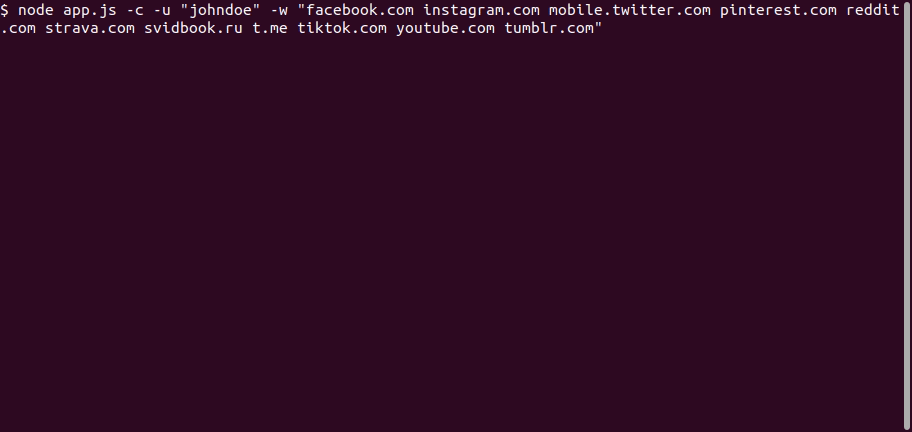 $ node app.js -c -u "johndoe" -w "facebook.com instagram.com mobile.twitter.com pinterest.com reddit
.com strava.com svidbook.ru t.me tiktok.com youtube.com tumblr.com"